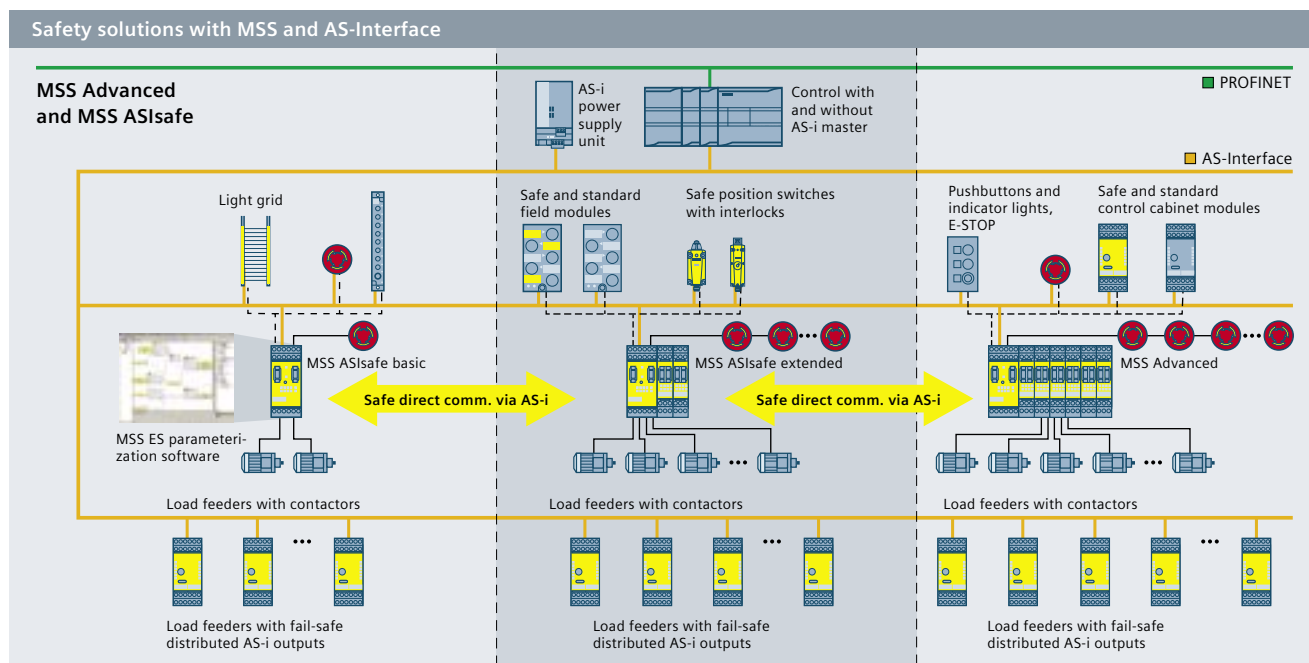 Safety solutions with MSS and AS-Interface
MSS Advanced
and MSS ASIsafe
AS-i
power
supply
unit
Control with
and without
AS-i master
PROFINET
AS-Interface
Light grid
Safe and standard
field modules
Safe position switches
with interlocks
Pushbuttons and
indicator lights,
E-STOP
Safe and standard
control cabinet modules
MSS ASIsafe basic
MSS ASIsafe extended
MSS Advanced
Safe direct comm. via AS-i
Safe direct comm. via AS-i
MSS ES parameteri-
zation software
Load feeders with contactors
Load feeders with contactors
Load feeders with contactors
Load feeders with fail-safe
distributed AS-i outputs
Load feeders with fail-safe
distributed AS-i outputs
Load feeders with fail-safe
distributed AS-i outputs